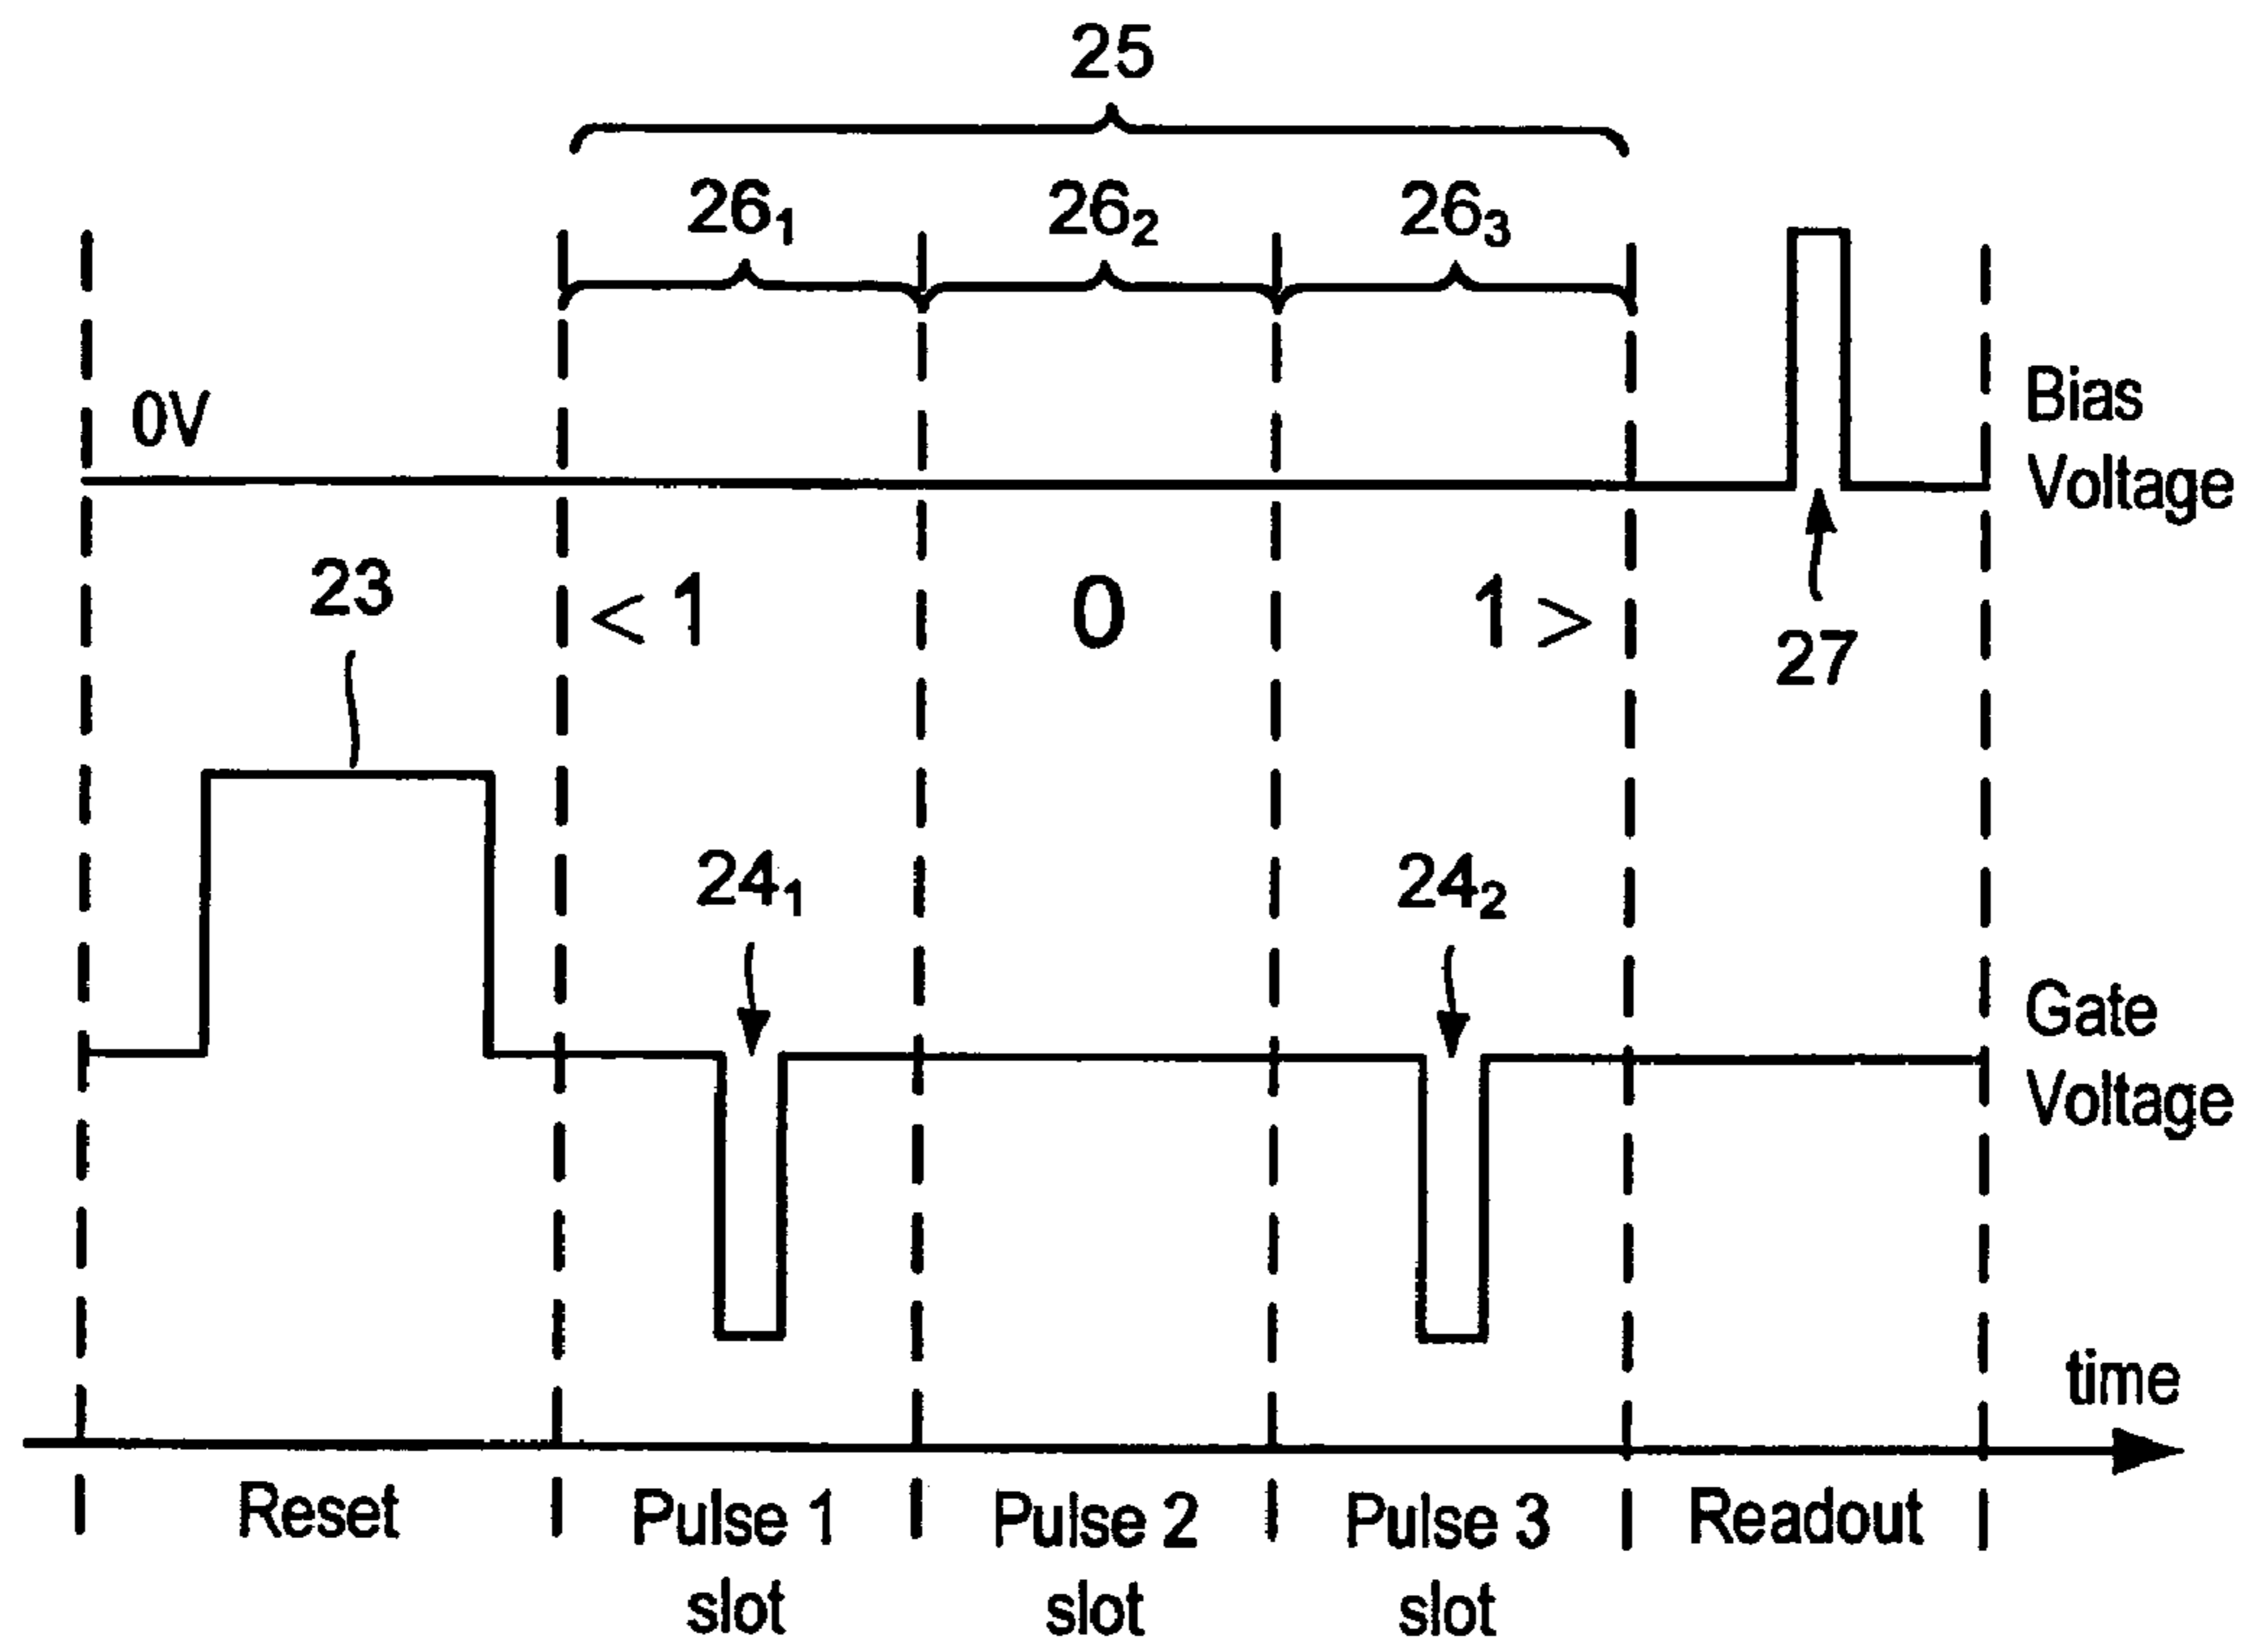 25
26₁ 26₂ 26₃
0V
Bias
Voltage
23
< 1 0 1 >
27
24₁ 24₂
Gate
Voltage
time
Reset Pulse 1 Pulse 2 Pulse 3 Readout
slot slot slot